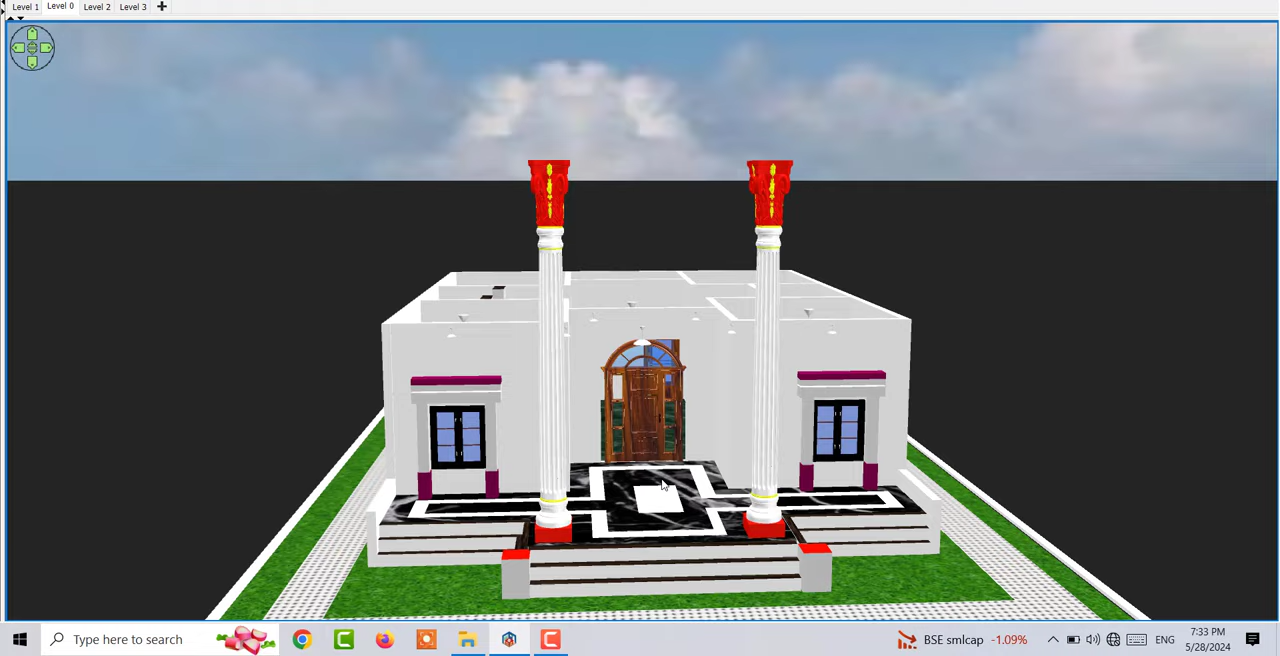 Level 1 Level 0 Level 2 Level 3
Type here to search
BSE smlcap -1.09%
ENG
7:33 PM
5/28/2024